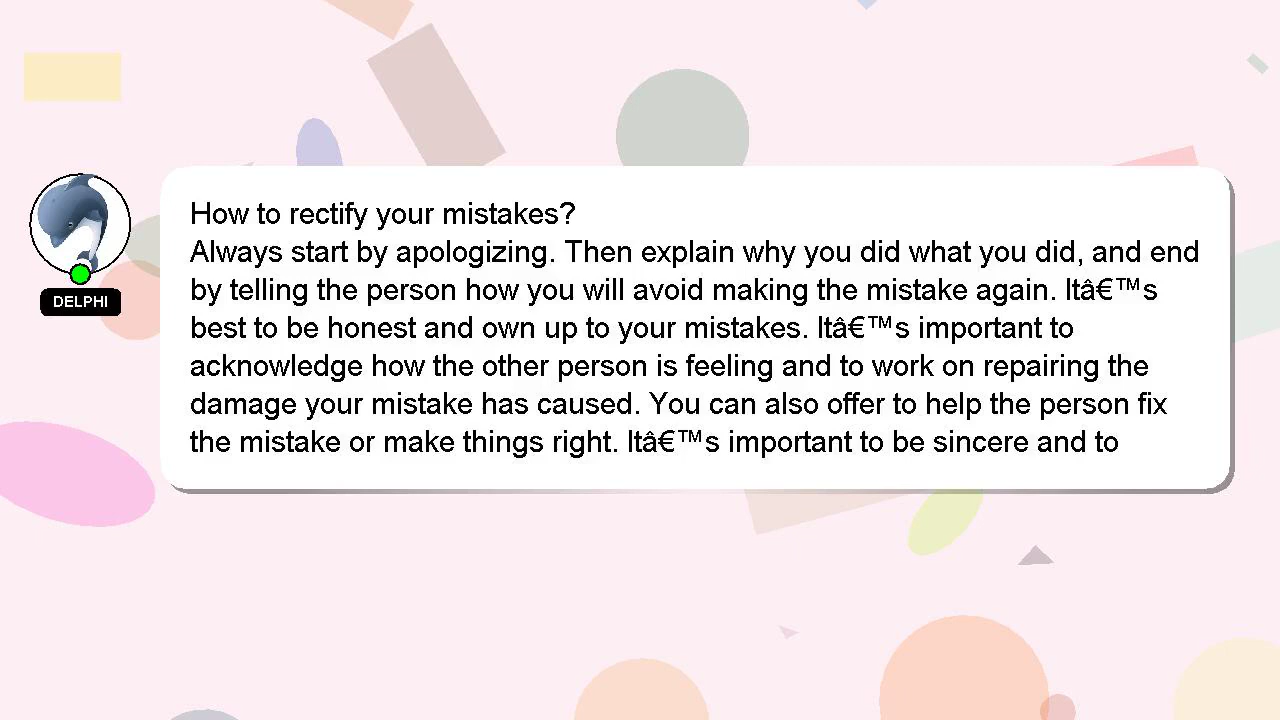 How to rectify your mistakes?
Always start by apologizing. Then explain why you did what you did, and end
by telling the person how you will avoid making the mistake again. Itâ€™s
best to be honest and own up to your mistakes. Itâ€™s important to
acknowledge how the other person is feeling and to work on repairing the
damage your mistake has caused. You can also offer to help the person fix
the mistake or make things right. Itâ€™s important to be sincere and to
DELPHI